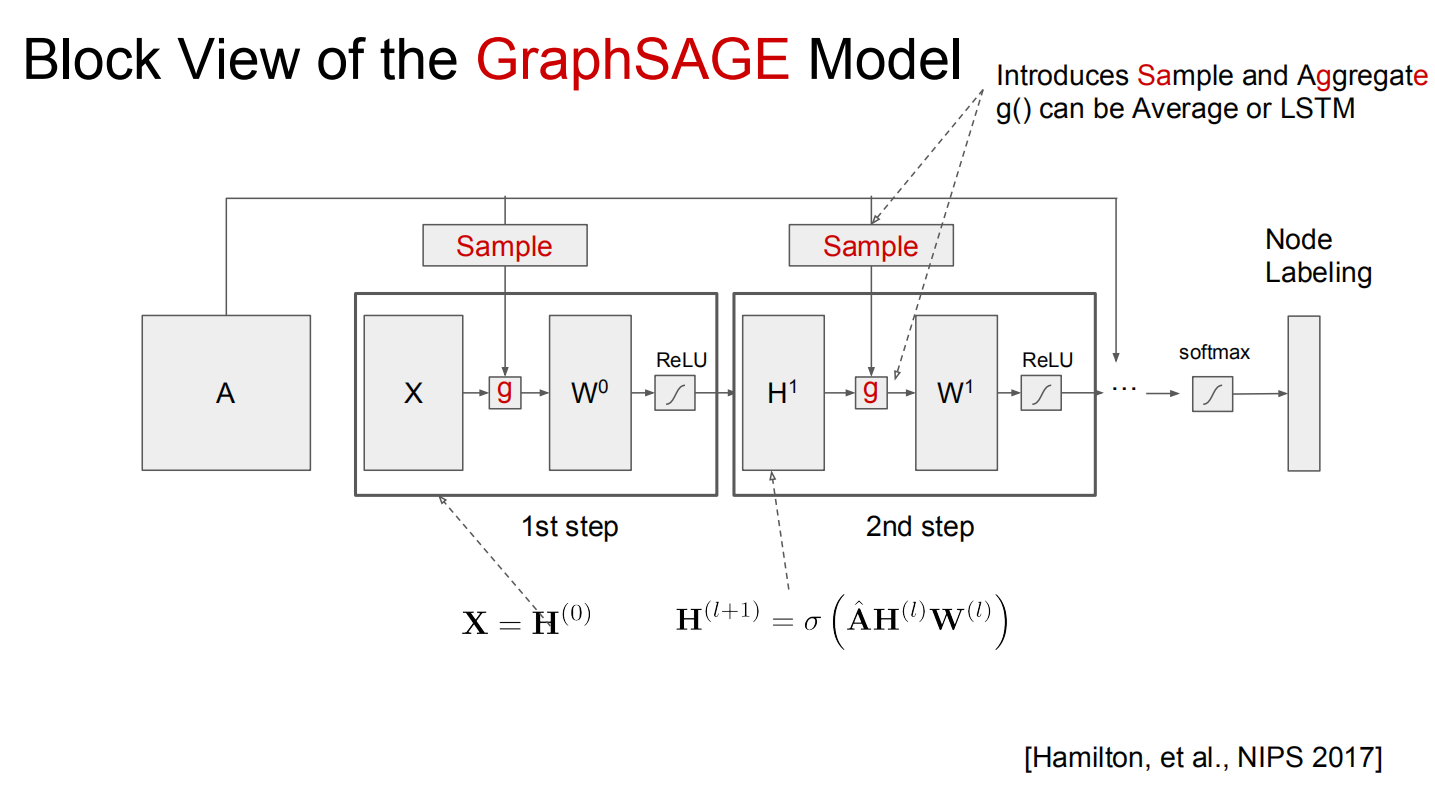 Block View of the GraphSAGE Model
Introduces Sample and Aggregate
g() can be Average or LSTM
Sample
Sample
Node
Labeling
A
X
g
W⁰
ReLU
H¹
g
W¹
ReLU
...
softmax
1st step
2nd step
X = H^(0)
H^(l+1) = σ(ÂH^(l)W^(l))
[Hamilton, et al., NIPS 2017]